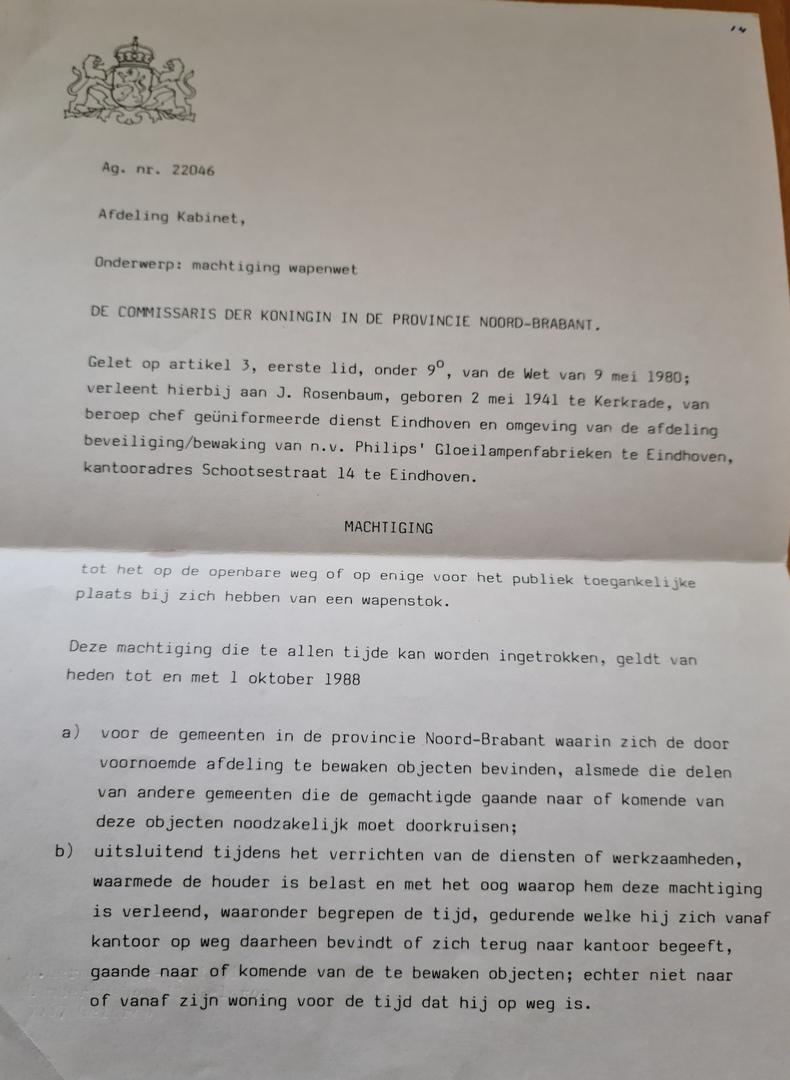 14
Ag. nr. 22046
Afdeling Kabinet,
Onderwerp: machtiging wapenwet
DE COMMISSARIS DER KONINGIN IN DE PROVINCIE NOORD-BRABANT.
Gelet op artikel 3, eerste lid, onder 9°, van de Wet van 9 mei 1980;
verleent hierbij aan J. Rosenbaum, geboren 2 mei 1941 te Kerkrade, van
beroep chef geüniformeerde dienst Eindhoven en omgeving van de afdeling
beveiliging/bewaking van n.v. Philips' Gloeilampenfabrieken te Eindhoven,
kantooradres Schootsestraat 14 te Eindhoven.
MACHTIGING
tot het op de openbare weg of op enige voor het publiek toegankelijke
plaats bij zich hebben van een wapenstok.
Deze machtiging die te allen tijde kan worden ingetrokken, geldt van
heden tot en met 1 oktober 1988
a) voor de gemeenten in de provincie Noord-Brabant waarin zich de door
voornoemde afdeling te bewaken objecten bevinden, alsmede die delen
van andere gemeenten die de gemachtigde gaande naar of komende van
deze objecten noodzakelijk moet doorkruisen;
b) uitsluitend tijdens het verrichten van de diensten of werkzaamheden,
waarmede de houder is belast en met het oog waarop hem deze machtiging
is verleend, waaronder begrepen de tijd, gedurende welke hij zich vanaf
kantoor op weg daarheen bevindt of zich terug naar kantoor begeeft,
gaande naar of komende van de te bewaken objecten; echter niet naar
of vanaf zijn woning voor de tijd dat hij op weg is.